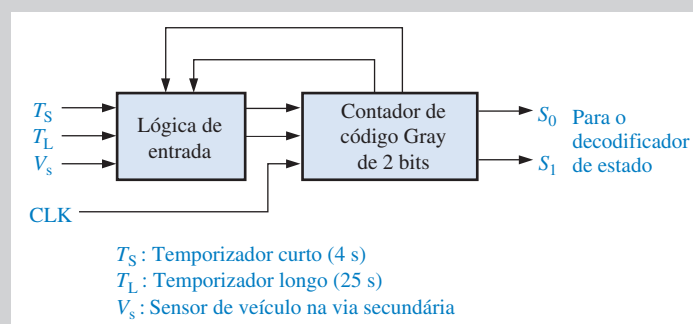 T_S
T_L
V_s
Lógica de
entrada
Contador de
código Gray
de 2 bits
S_0
S_1
Para o
decodificador
de estado
CLK
T_S : Temporizador curto (4 s)
T_L : Temporizador longo (25 s)
V_s : Sensor de veículo na via secundária